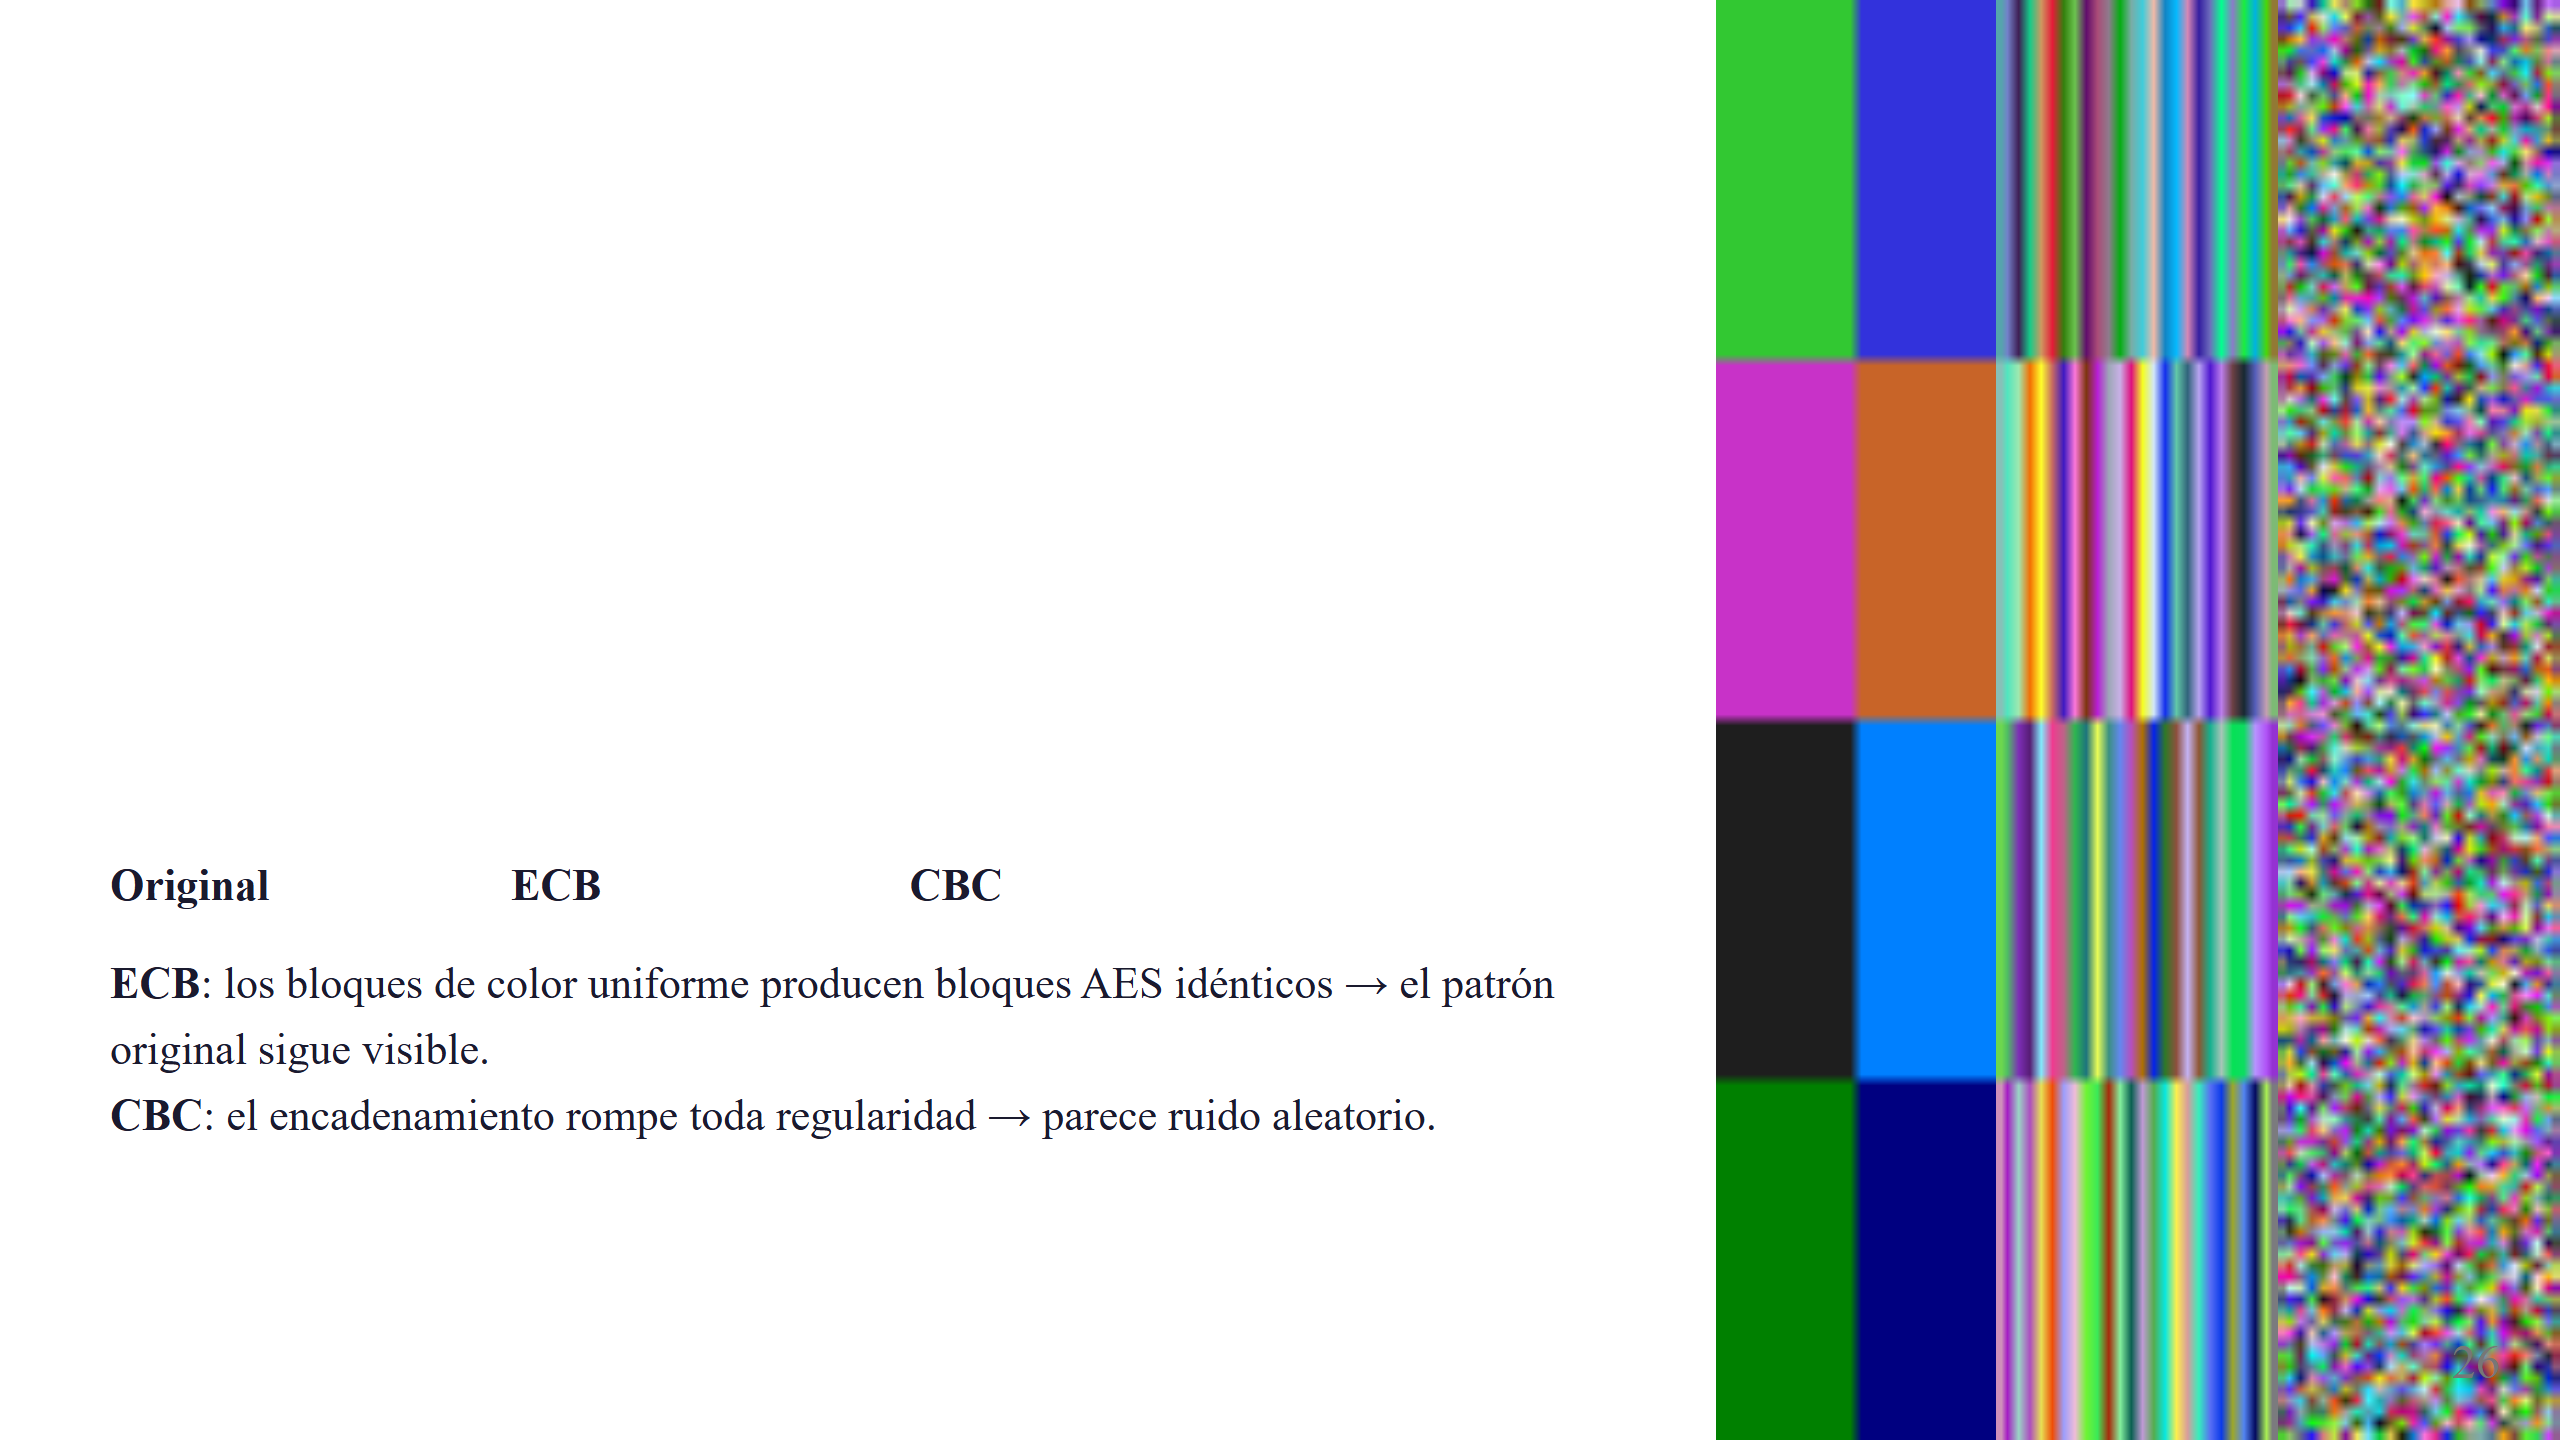 Original ECB CBC
ECB: los bloques de color uniforme producen bloques AES idénticos → el patrón
original sigue visible.
CBC: el encadenamiento rompe toda regularidad → parece ruido aleatorio.
26